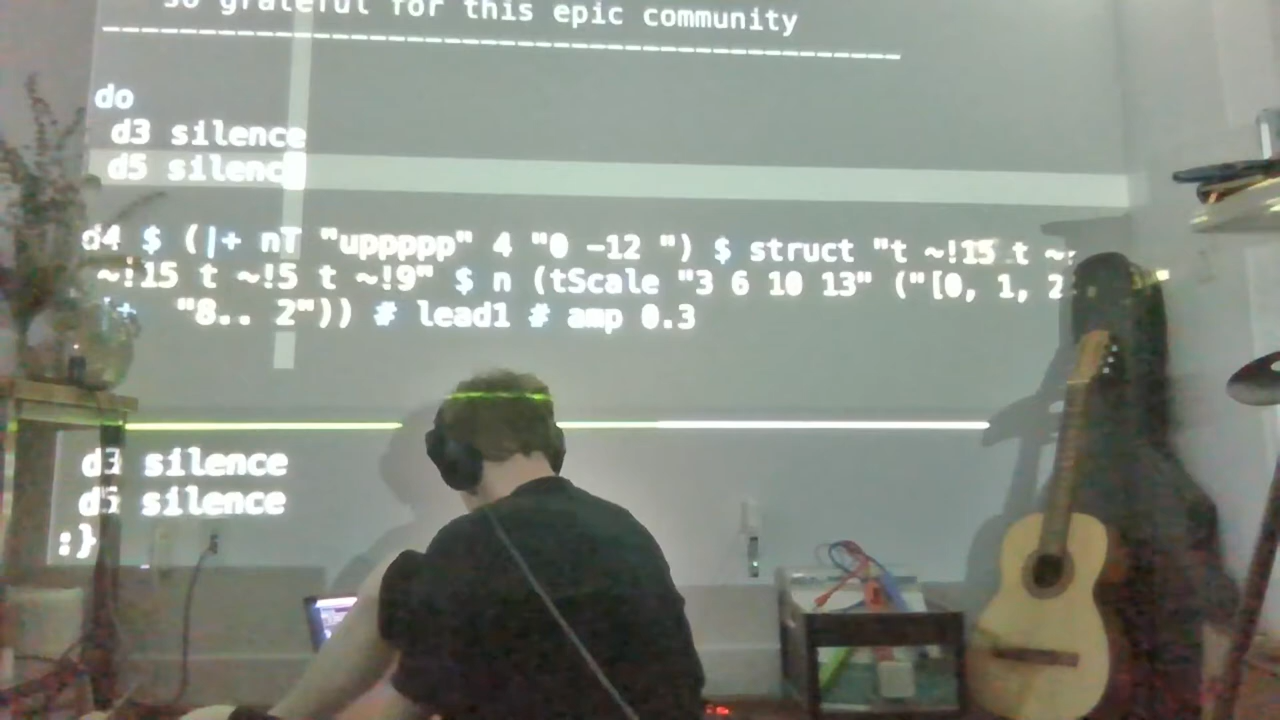 so grateful for this epic community
do
d3 silence
d5 silence
d4 $ (|+ nT "uppppp" 4 "0 -12 ") $ struct "t ~!15 t ~
~!15 t ~!5 t ~!9" $ n (tScale "3 6 10 13" ("[0, 1, 2
+ "8.. 2")) # lead1 # amp 0.3
d3 silence
d5 silence
:}